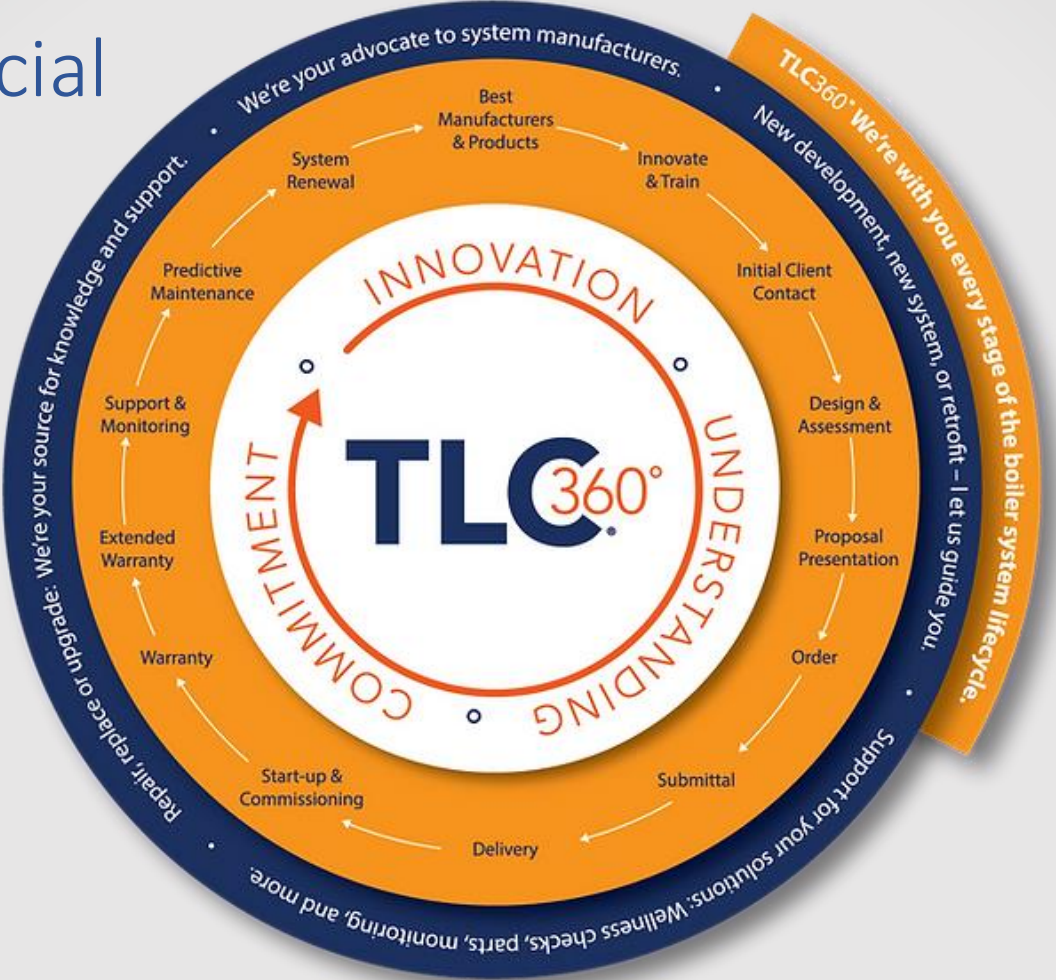 cial
We're your advocate to system manufacturers.
New development, new system, or retrofit – let us guide you.
Support for your solutions: Wellness checks, parts, monitoring, and more.
Repair, replace or upgrade: We're your source for knowledge and support.
TLC360° We're with you every stage of the boiler system lifecycle.
Best
Manufacturers
& Products
Innovate
& Train
Initial Client
Contact
Design &
Assessment
Proposal
Presentation
Order
Submittal
Delivery
Start-up &
Commissioning
Warranty
Extended
Warranty
Support &
Monitoring
Predictive
Maintenance
System
Renewal
INNOVATION
UNDERSTANDING
COMMITMENT
TLC 360°